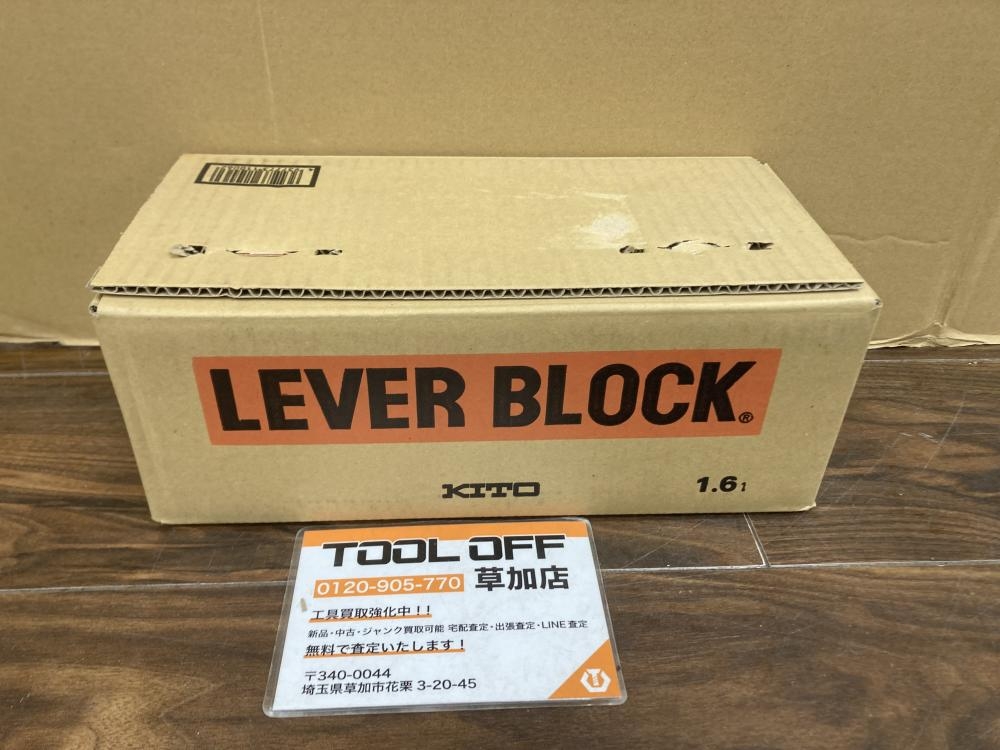 LEVER BLOCK®
KITO 1.6t
TOOL OFF
0120-905-770 草加店
工具買取強化中!!
新品・中古・ジャンク買取可能 宅配査定・出張査定・LINE査定
無料で査定いたします!
〒340-0044
埼玉県草加市花栗 3-20-45